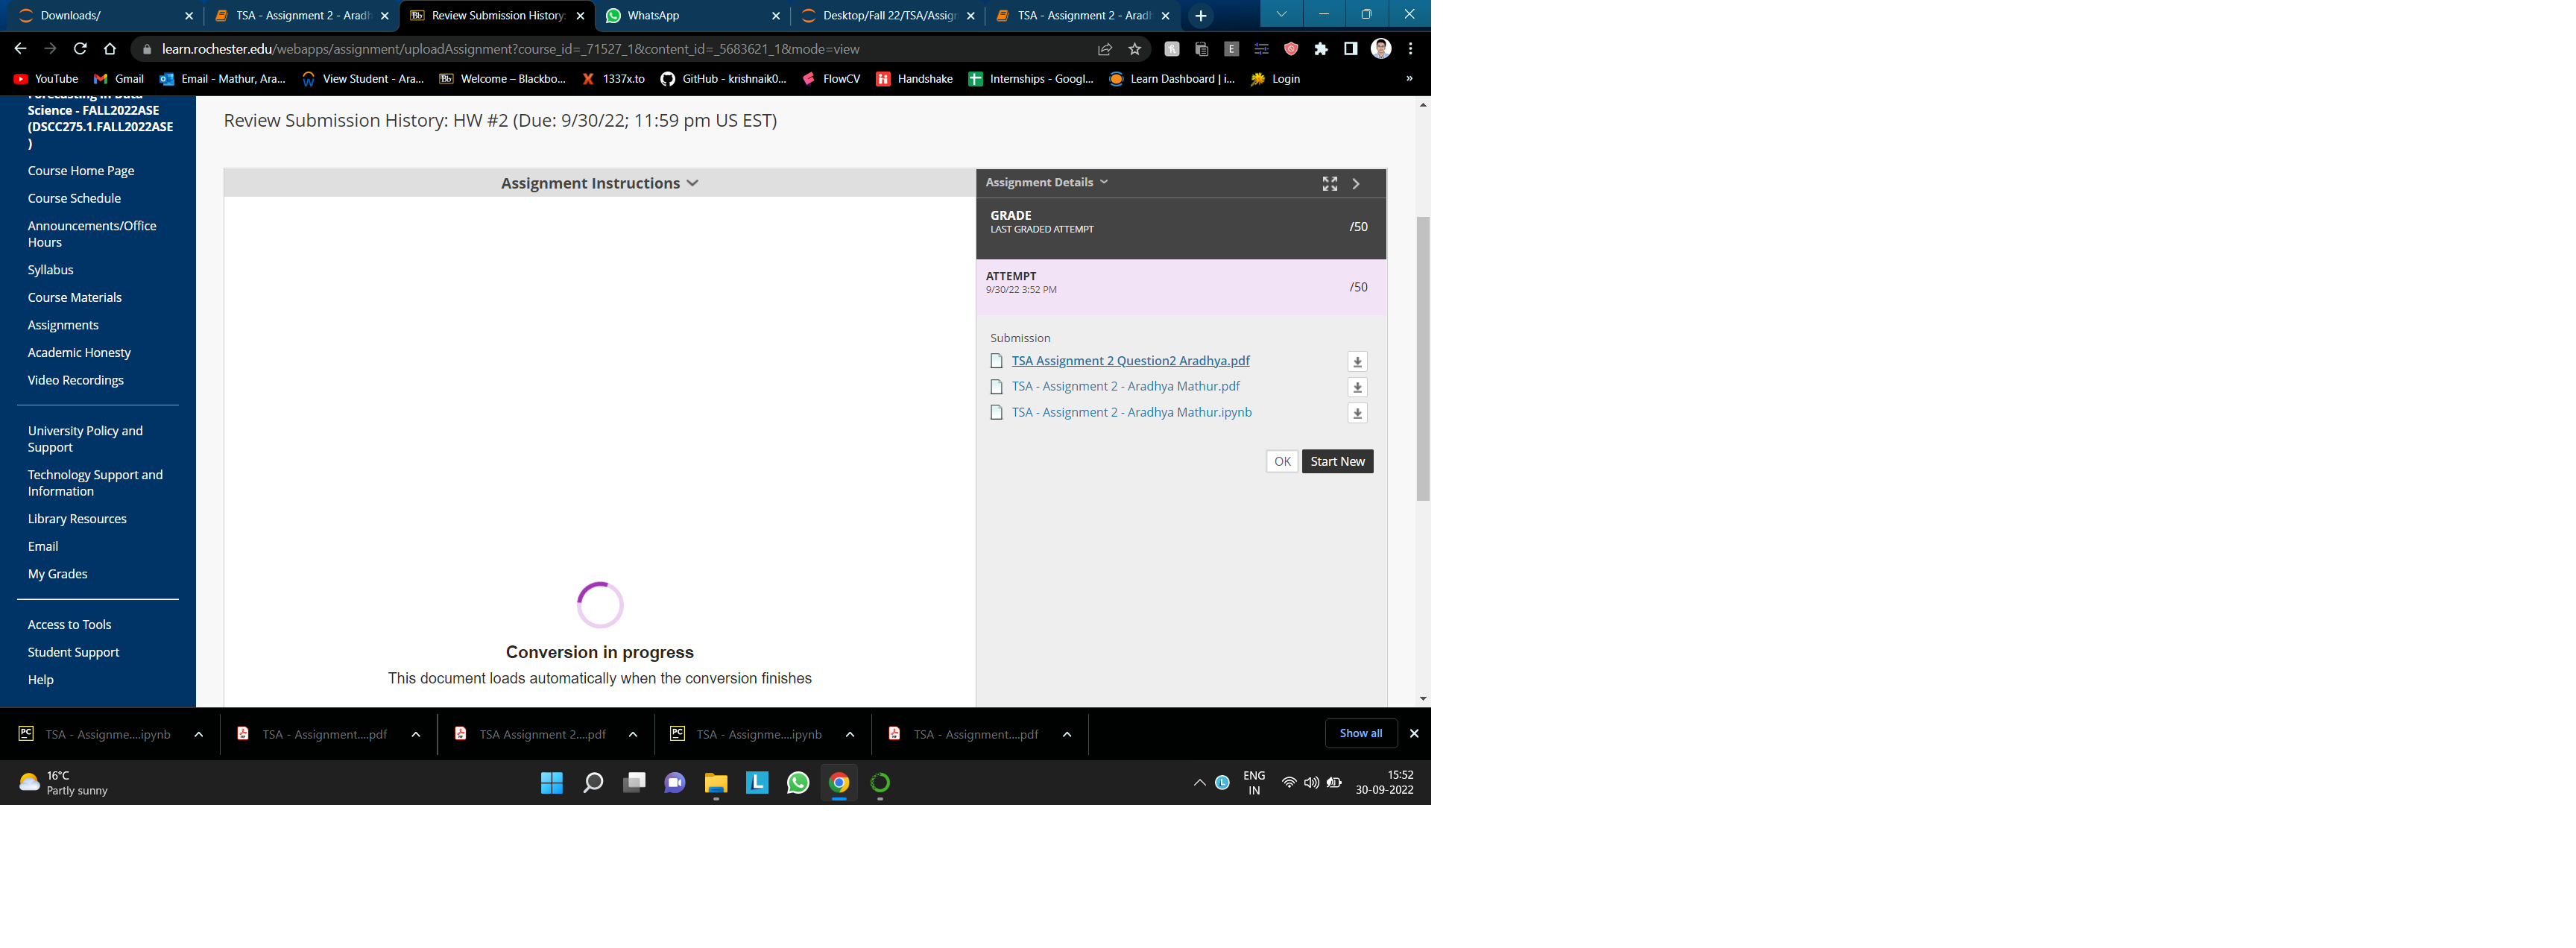 Downloads/
TSA - Assignment 2 - Aradh
Review Submission History:
WhatsApp
Desktop/Fall 22/TSA/Assign
TSA - Assignment 2 - Aradh
learn.rochester.edu/webapps/assignment/uploadAssignment?course_id=_71527_1&content_id=_5683621_1&mode=view
YouTube
Gmail
Email - Mathur, Ara...
View Student - Ara...
Bb
Welcome – Blackbo...
1337x.to
GitHub - krishnaik0...
FlowCV
Handshake
Internships - Googl...
Learn Dashboard | i...
Login
»
Forecasting in Data
Science - FALL2022ASE
(DSCC275.1.FALL2022ASE
)
Course Home Page
Course Schedule
Announcements/Office
Hours
Syllabus
Course Materials
Assignments
Academic Honesty
Video Recordings
University Policy and
Support
Technology Support and
Information
Library Resources
Email
My Grades
Access to Tools
Student Support
Help
Review Submission History: HW #2 (Due: 9/30/22; 11:59 pm US EST)
Assignment Instructions
Conversion in progress
This document loads automatically when the conversion finishes
Assignment Details
GRADE
LAST GRADED ATTEMPT
/50
ATTEMPT
9/30/22 3:52 PM
/50
Submission
TSA Assignment 2 Question2 Aradhya.pdf
TSA - Assignment 2 - Aradhya Mathur.pdf
TSA - Assignment 2 - Aradhya Mathur.ipynb
OK
Start New
PC
TSA - Assignme....ipynb
TSA - Assignment....pdf
TSA Assignment 2....pdf
PC
TSA - Assignme....ipynb
TSA - Assignment....pdf
Show all
16°C
Partly sunny
L
L
ENG
IN
15:52
30-09-2022